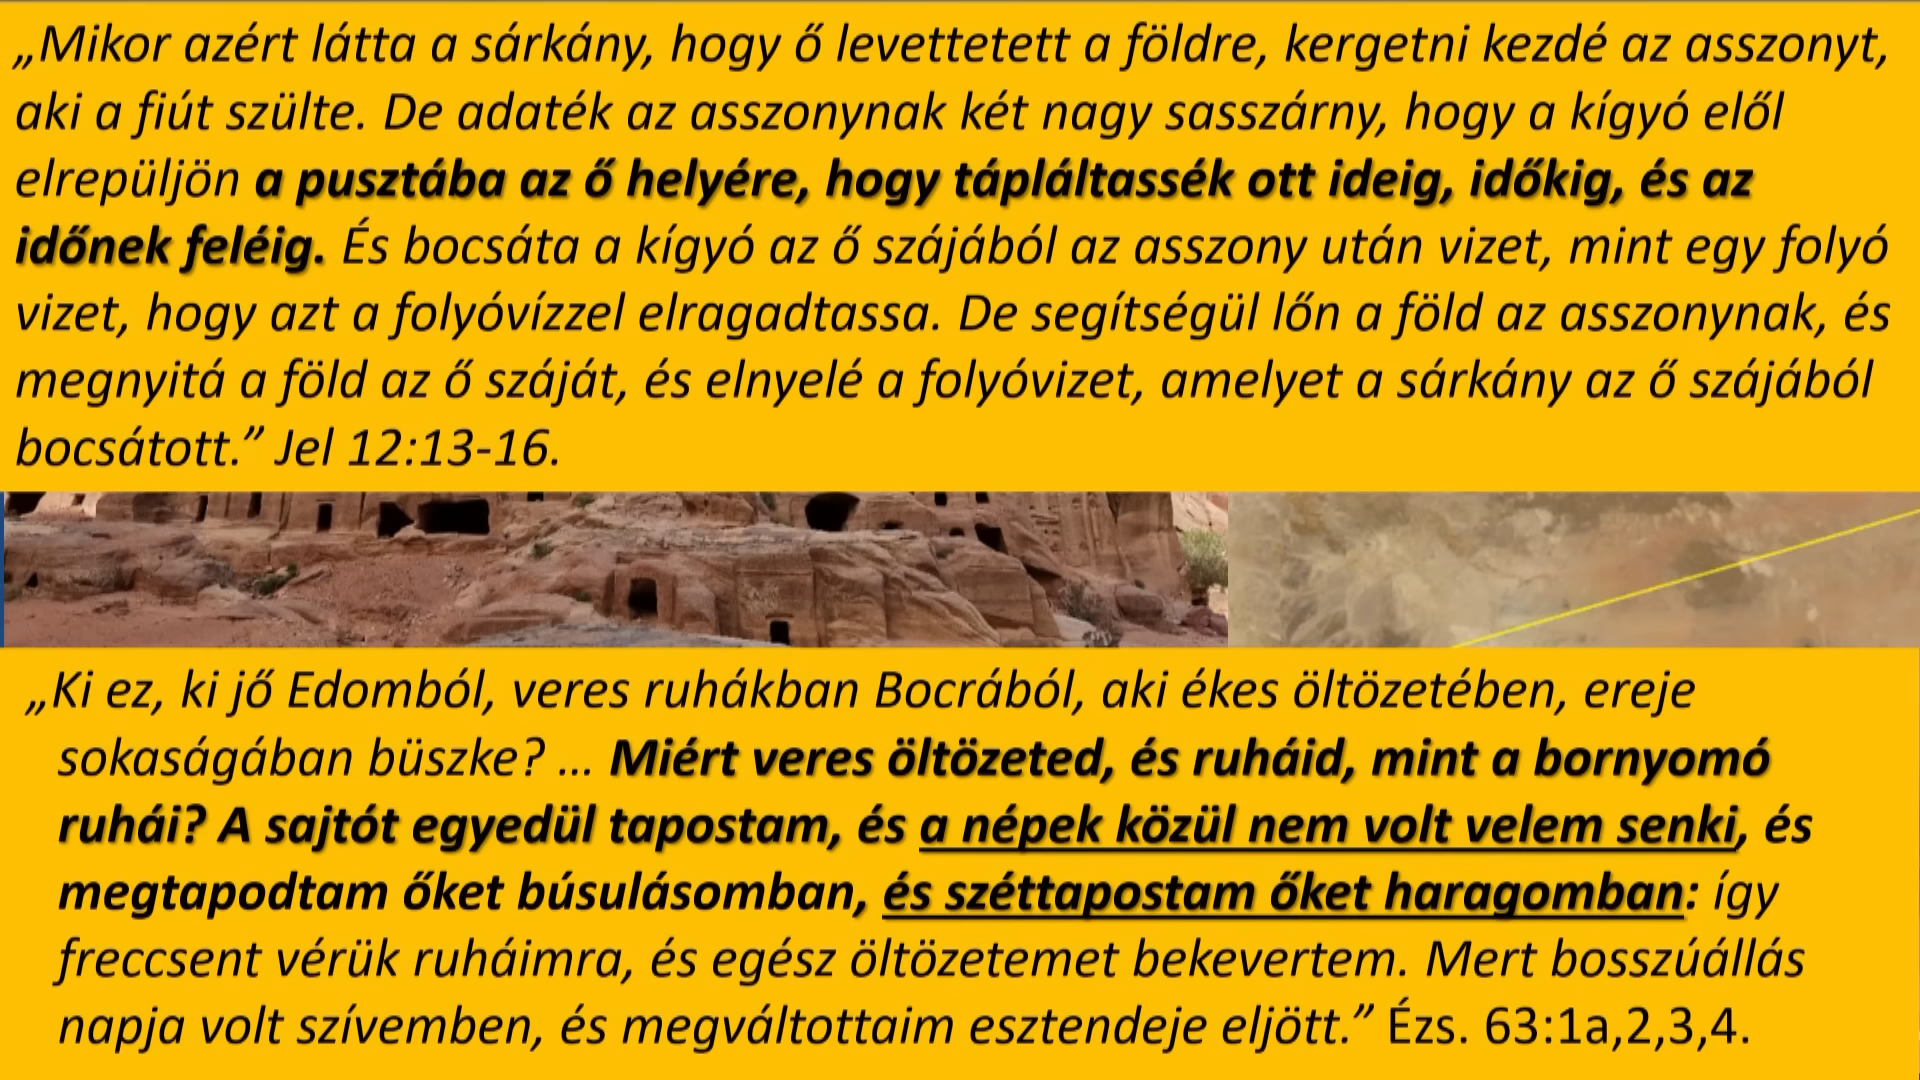 „Mikor azért látta a sárkány, hogy ő levettetett a földre, kergetni kezdé az asszonyt,
aki a fiút szülte. De adaték az asszonynak két nagy sasszárny, hogy a kígyó elől
elrepüljön a pusztába az ő helyére, hogy tápláltassék ott ideig, időkig, és az
időnek feléig. És bocsáta a kígyó az ő szájából az asszony után vizet, mint egy folyó
vizet, hogy azt a folyóvízzel elragadtassa. De segítségül lőn a föld az asszonynak, és
megnyitá a föld az ő száját, és elnyelé a folyóvizet, amelyet a sárkány az ő szájából
bocsátott.” Jel 12:13-16.
„Ki ez, ki jő Edomból, veres ruhákban Bocrából, aki ékes öltözetében, ereje
sokaságában büszke? ... Miért veres öltözeted, és ruháid, mint a bornyomó
ruhái? A sajtót egyedül tapostam, és a népek közül nem volt velem senki, és
megtapodtam őket búsulásomban, és széttapostam őket haragomban: így
freccsent vérük ruháimra, és egész öltözetemet bekevertem. Mert bosszúállás
napja volt szívemben, és megváltottaim esztendeje eljött.” Ézs. 63:1a,2,3,4.